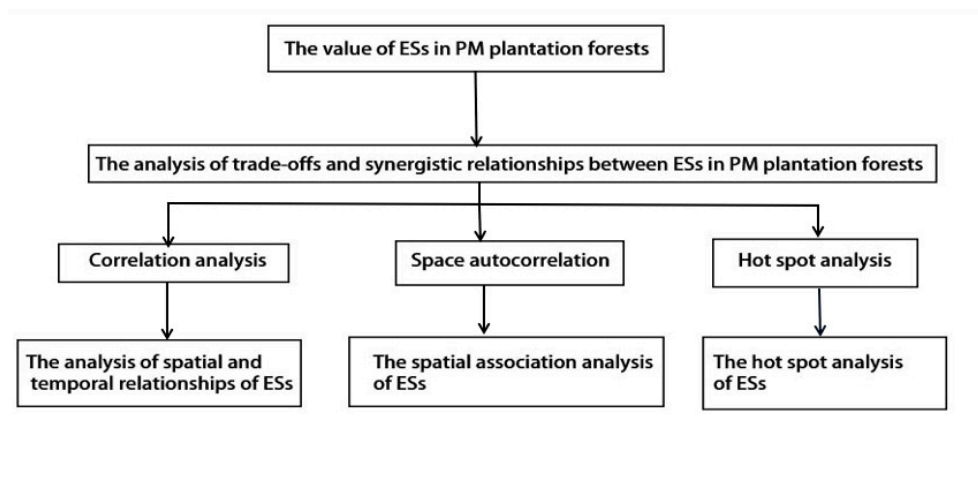 The value of ESs in PM plantation forests
The analysis of trade-offs and synergistic relationships between ESs in PM plantation forests
Correlation analysis
Space autocorrelation
Hot spot analysis
The analysis of spatial and
temporal relationships of ESs
The spatial association analysis
of ESs
The hot spot analysis
of ESs